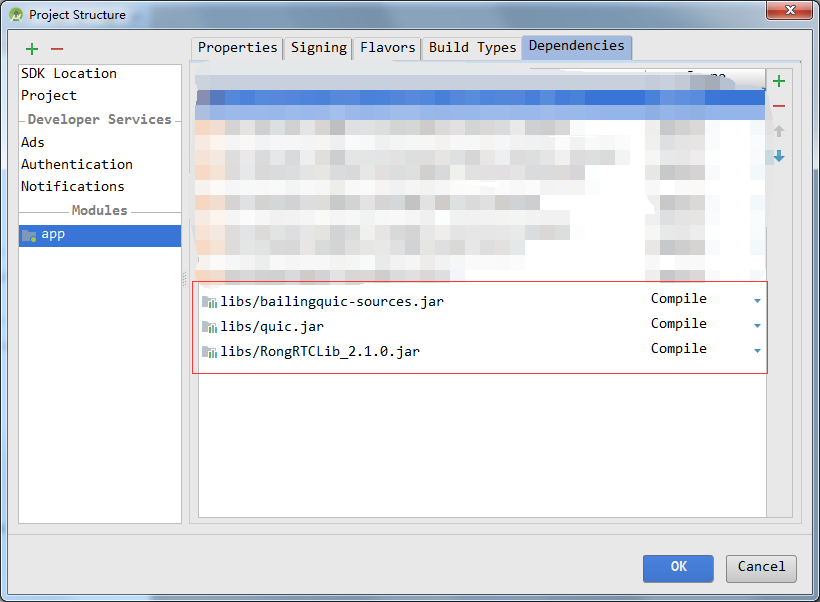 Project Structure
Properties
Signing
Flavors
Build Types
Dependencies
SDK Location
Project
Developer Services
Ads
Authentication
Notifications
Modules
app
libs/bailingquic-sources.jar Compile
libs/quic.jar Compile
libs/RongRTCLib_2.1.0.jar Compile
OK
Cancel